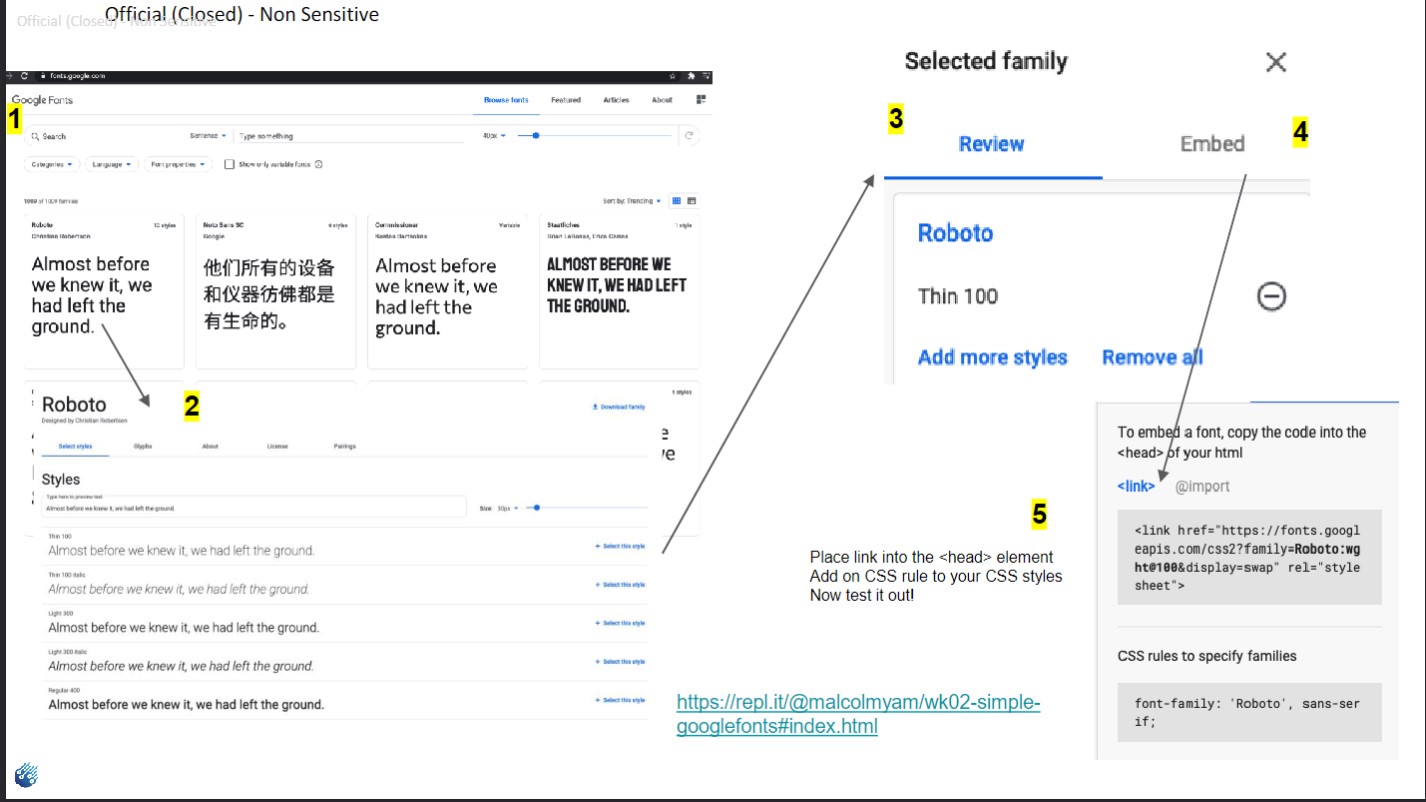 Official (Closed) - Non Sensitive
Official (Closed) - Non Sensitive
fonts.google.com
Google Fonts
Browse fonts Featured Articles About
1
Search Sentence Type something 40px
Categories Language Font properties Show only variable fonts
of 1009 families Sort by: Trending
Roboto 12 styles
Christian Robertson
Almost before
we knew it, we
had left the
ground.
Noto Sans SC 6 styles
Google
他们所有的设备
和仪器彷佛都是
有生命的。
Commissioner Variable
Almost before
we knew it, we
had left the
ground.
Staatliches 1 style
ALMOST BEFORE WE
KNEW IT, WE HAD LEFT
THE GROUND.
styles
2
Roboto
Designed by Christian Robertson
Download family
Select styles Glyphs About License Pairings
Styles
Type here to preview text
Almost before we knew it, we had left the ground.
Size 30px
Thin 100
Almost before we knew it, we had left the ground.
+ Select this style
Thin 100 italic
Almost before we knew it, we had left the ground.
+ Select this style
Light 300
Almost before we knew it, we had left the ground.
+ Select this style
Light 300 italic
Almost before we knew it, we had left the ground.
+ Select this style
Regular 400
Almost before we knew it, we had left the ground.
+ Select this style
Selected family
3
Review Embed
4
Roboto
Thin 100
Add more styles Remove all
To embed a font, copy the code into the
<head> of your html
<link> @import
<link href="https://fonts.googl
eapis.com/css2?family=Roboto:wg
ht@100&display=swap" rel="style
sheet">
CSS rules to specify families
font-family: 'Roboto', sans-ser
if;
5
Place link into the <head> element
Add on CSS rule to your CSS styles
Now test it out!
https://repl.it/@malcolmyam/wk02-simple-
googlefonts#index.html